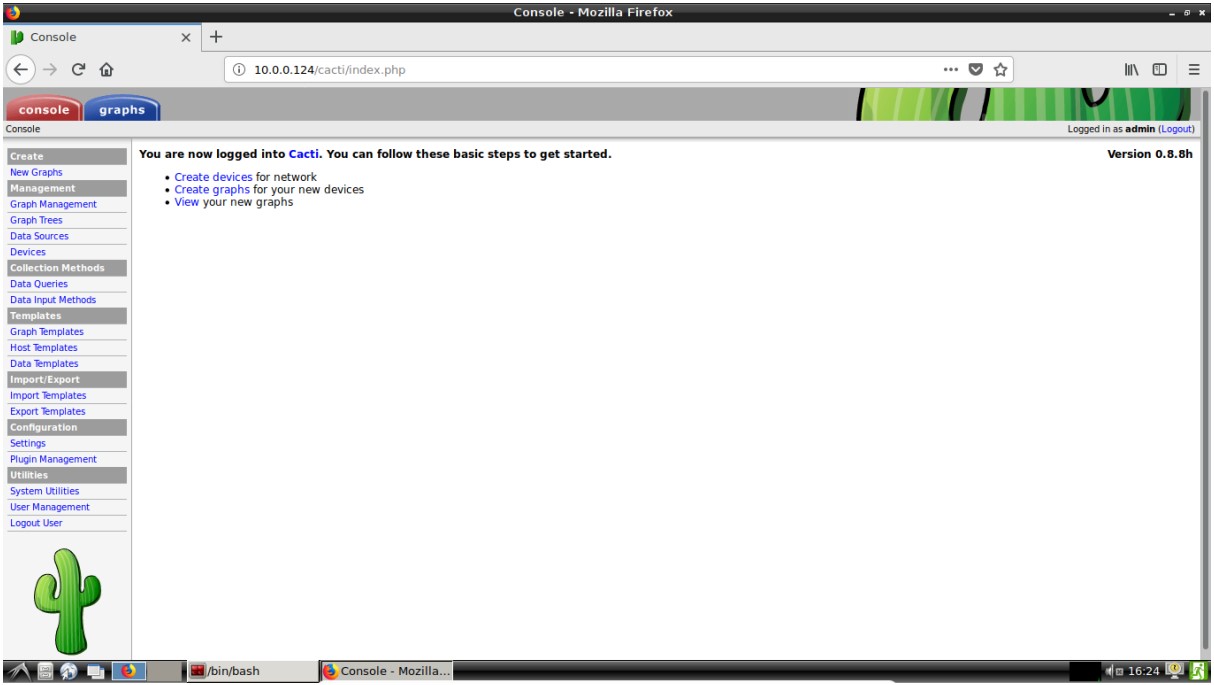 Console - Mozilla Firefox
Console
10.0.0.124/cacti/index.php
console graphs
Console
Logged in as admin (Logout)
Create
New Graphs
Management
Graph Management
Graph Trees
Data Sources
Devices
Collection Methods
Data Queries
Data Input Methods
Templates
Graph Templates
Host Templates
Data Templates
Import/Export
Import Templates
Export Templates
Configuration
Settings
Plugin Management
Utilities
System Utilities
User Management
Logout User
You are now logged into Cacti. You can follow these basic steps to get started.
Version 0.8.8h
• Create devices for network
• Create graphs for your new devices
• View your new graphs
/bin/bash
Console - Mozilla...
16:24